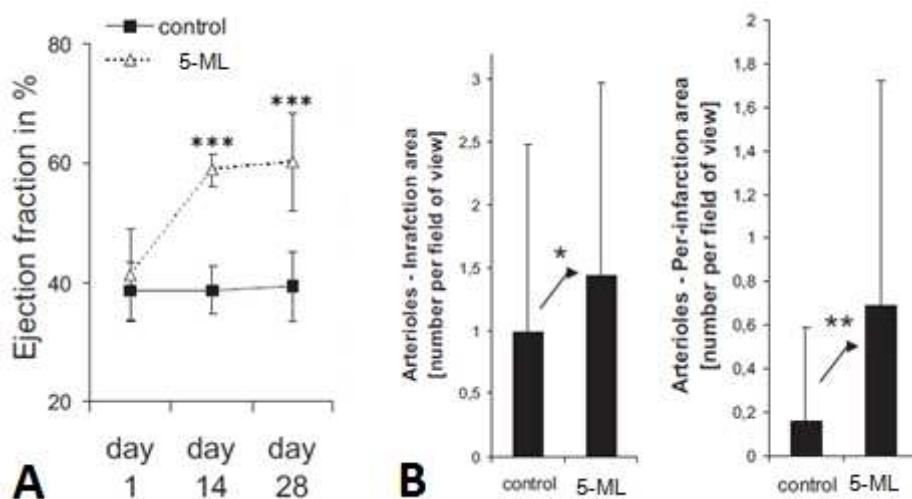 control
5-ML
Ejection fraction in %
80
60
40
20
***
***
day 1
day 14
day 28
A
Arterioles - Inrafction area
[number per field of view]
3
2,5
2
1,5
1
0,5
0
*
control
5-ML
B
Arterioles - Per-infarction area
[number per field of view]
2
1,8
1,6
1,4
1,2
1
0,8
0,6
0,4
0,2
0
**
control
5-ML